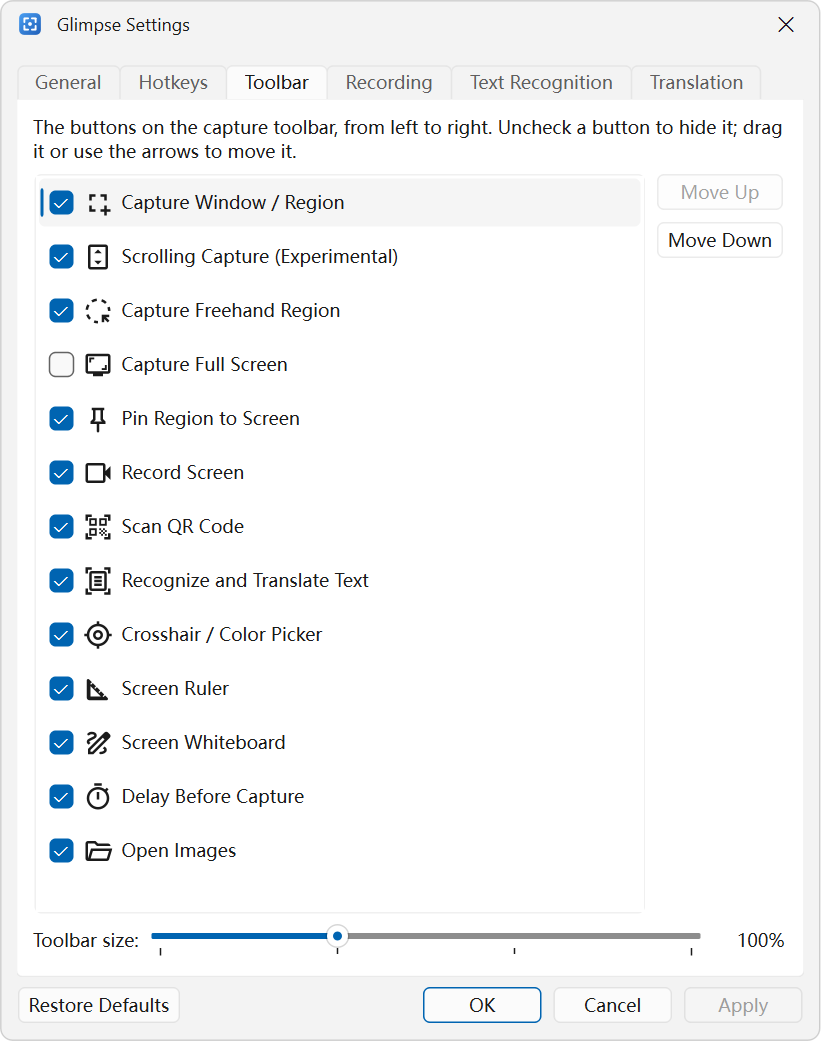 Glimpse Settings
General
Hotkeys
Toolbar
Recording
Text Recognition
Translation
The buttons on the capture toolbar, from left to right. Uncheck a button to hide it; drag
it or use the arrows to move it.
Capture Window / Region
Move Up
Scrolling Capture (Experimental)
Move Down
Capture Freehand Region
Capture Full Screen
Pin Region to Screen
Record Screen
Scan QR Code
Recognize and Translate Text
Crosshair / Color Picker
Screen Ruler
Screen Whiteboard
Delay Before Capture
Open Images
Toolbar size:
100%
Restore Defaults
OK
Cancel
Apply